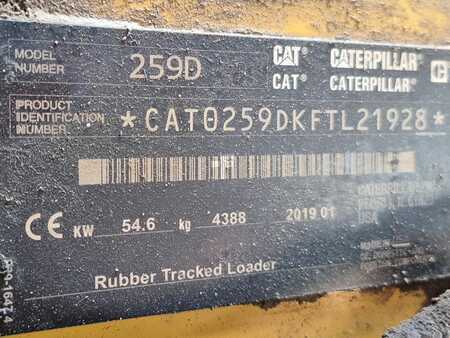 MODEL NUMBER 259D CAT CATERPILLAR
CAT® CATERPILLAR®
PRODUCT IDENTIFICATION NUMBER *CAT0259DKFTL21928*
CATERPILLAR
USA
CE KW 54.6 kg 4388 2019 01
Rubber Tracked Loader